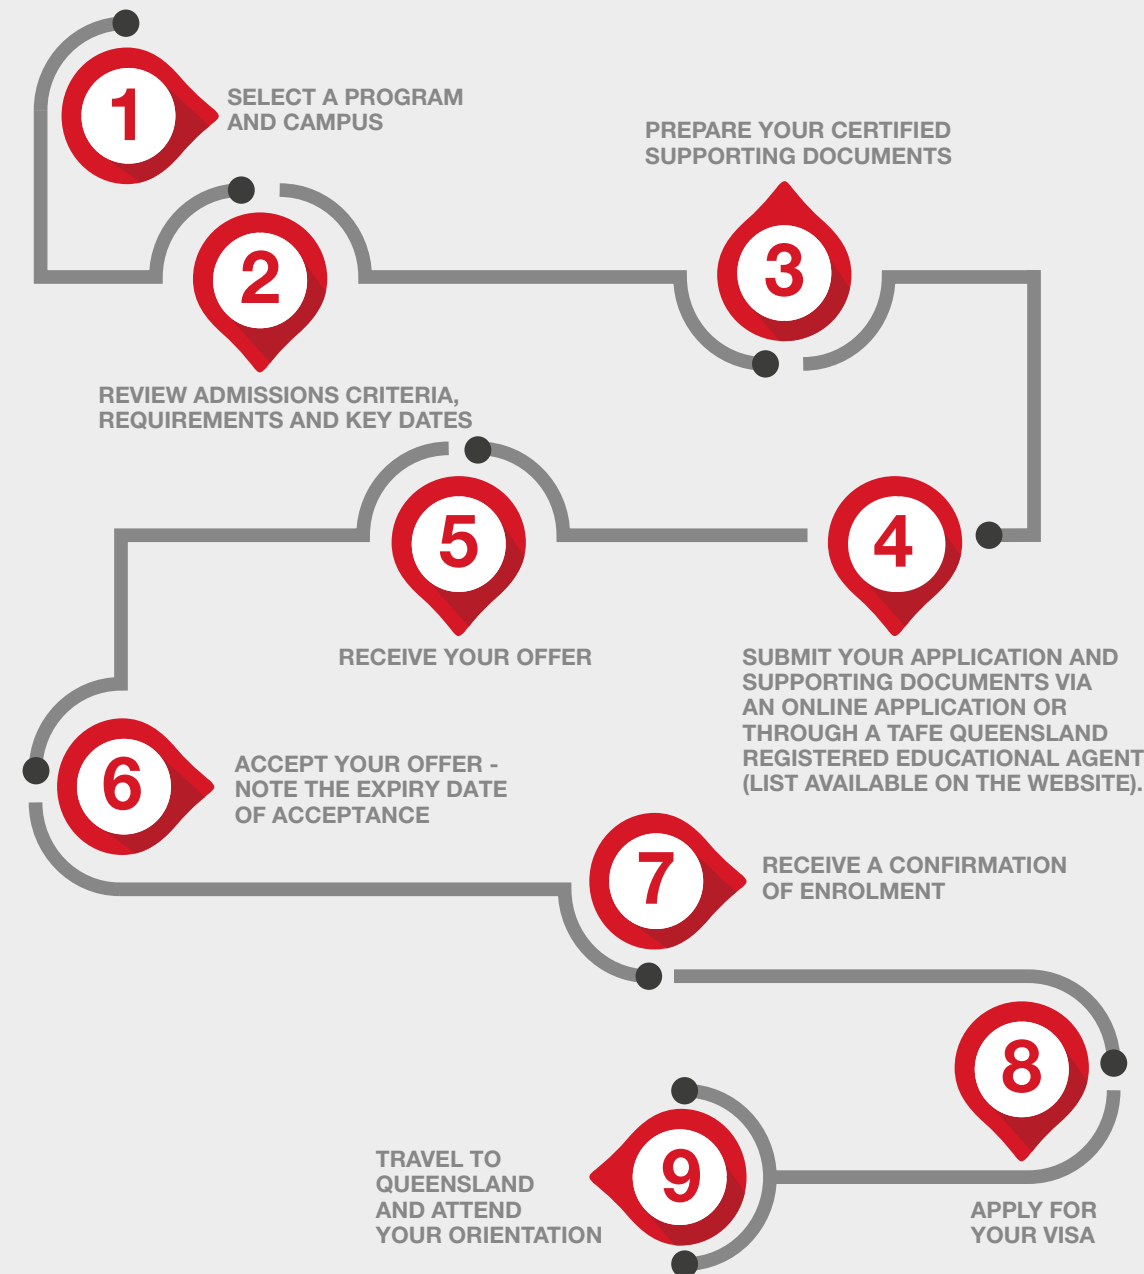 1
SELECT A PROGRAM
AND CAMPUS
2
REVIEW ADMISSIONS CRITERIA,
REQUIREMENTS AND KEY DATES
3
PREPARE YOUR CERTIFIED
SUPPORTING DOCUMENTS
4
SUBMIT YOUR APPLICATION AND
SUPPORTING DOCUMENTS VIA
AN ONLINE APPLICATION OR
THROUGH A TAFE QUEENSLAND
REGISTERED EDUCATIONAL AGENT
(LIST AVAILABLE ON THE WEBSITE).
5
RECEIVE YOUR OFFER
6
ACCEPT YOUR OFFER -
NOTE THE EXPIRY DATE
OF ACCEPTANCE
7
RECEIVE A CONFIRMATION
OF ENROLMENT
8
APPLY FOR
YOUR VISA
9
TRAVEL TO
QUEENSLAND
AND ATTEND
YOUR ORIENTATION